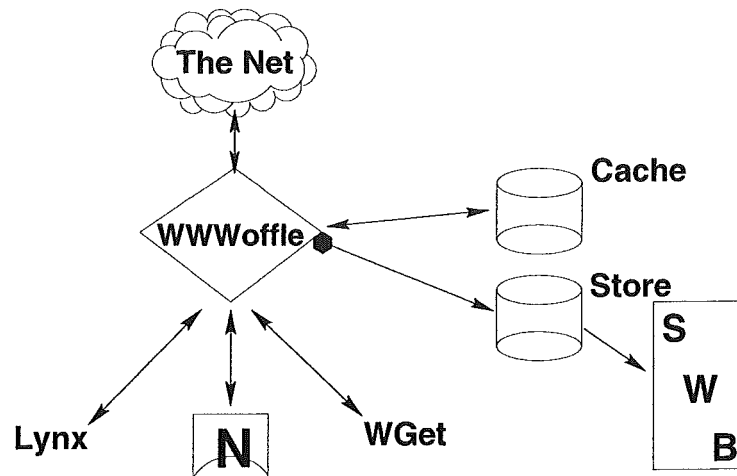 The Net
Cache
WWWoffle
Store
S
W
B
Lynx
N
WGet